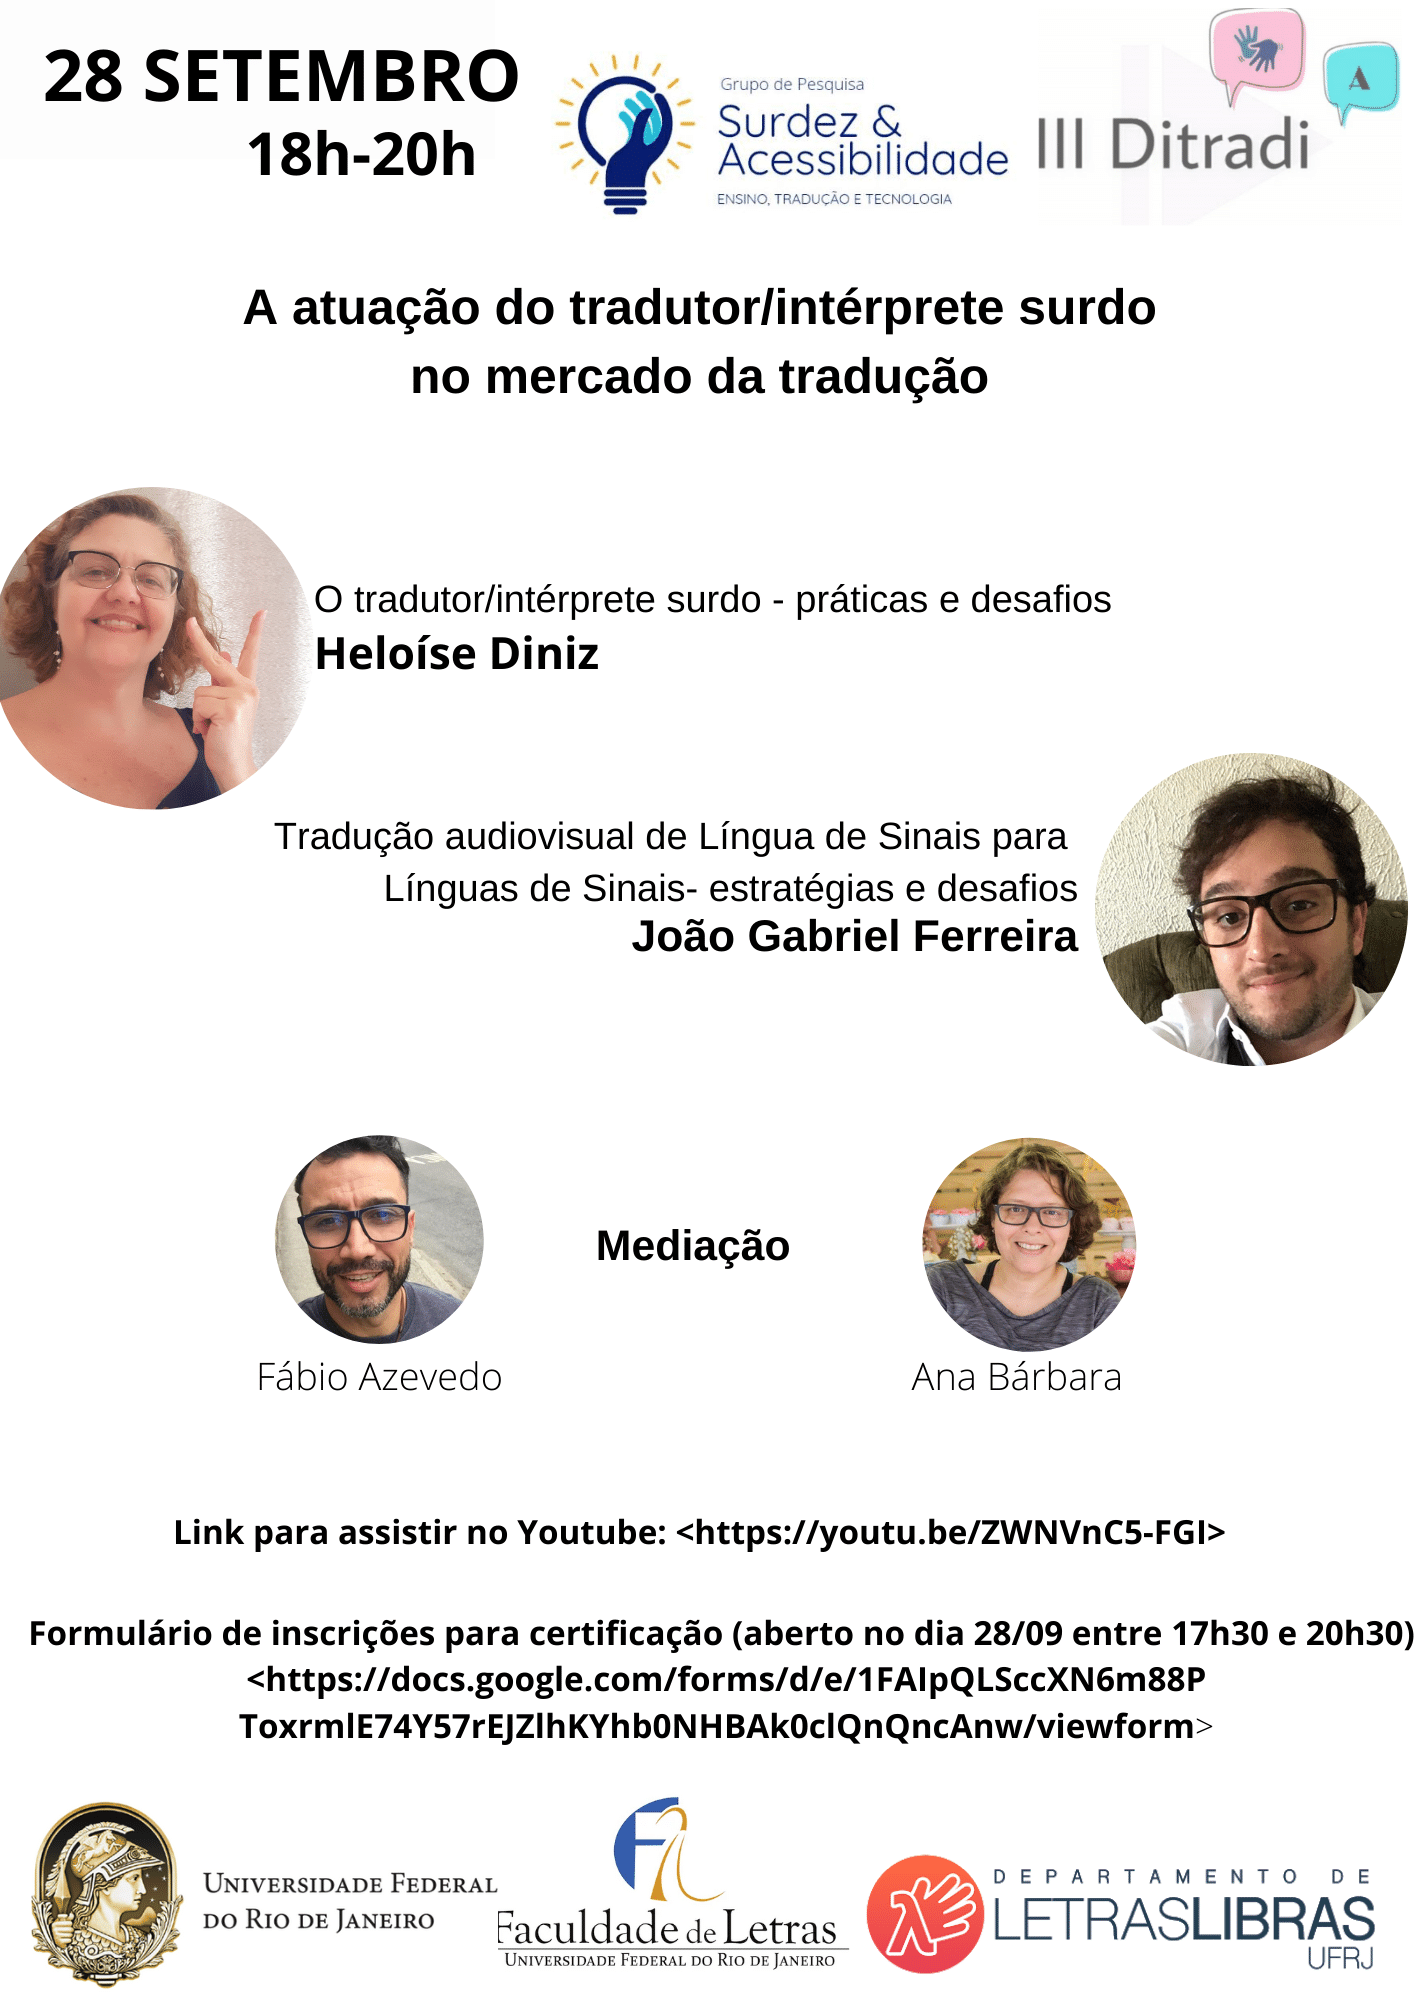 28 SETEMBRO
18h-20h
Grupo de Pesquisa
Surdez &
Acessibilidade
ENSINO, TRADUÇÃO E TECNOLOGIA
A
III Ditradi
A atuação do tradutor/intérprete surdo
no mercado da tradução
O tradutor/intérprete surdo - práticas e desafios
Heloíse Diniz
Tradução audiovisual de Língua de Sinais para
Línguas de Sinais- estratégias e desafios
João Gabriel Ferreira
Mediação
Fábio Azevedo
Ana Bárbara
Link para assistir no Youtube: <https://youtu.be/ZWNVnC5-FGI>
Formulário de inscrições para certificação (aberto no dia 28/09 entre 17h30 e 20h30)
<https://docs.google.com/forms/d/e/1FAIpQLSccXN6m88P
ToxrmlE74Y57rEJZlhKYhb0NHBAk0clQnQncAnw/viewform>
UNIVERSIDADE FEDERAL
DO RIO DE JANEIRO
Faculdade de Letras
UNIVERSIDADE FEDERAL DO RIO DE JANEIRO
DEPARTAMENTO DE
LETRASLIBRAS
UFRJ